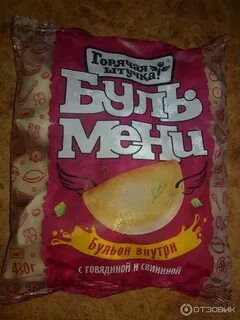 ГОРЯЧАЯ
ШТУЧКА!
БУЛЬ
МЕНИ
Бульон внутри
с говядиной и свининой
430г
ОТЗОВИК